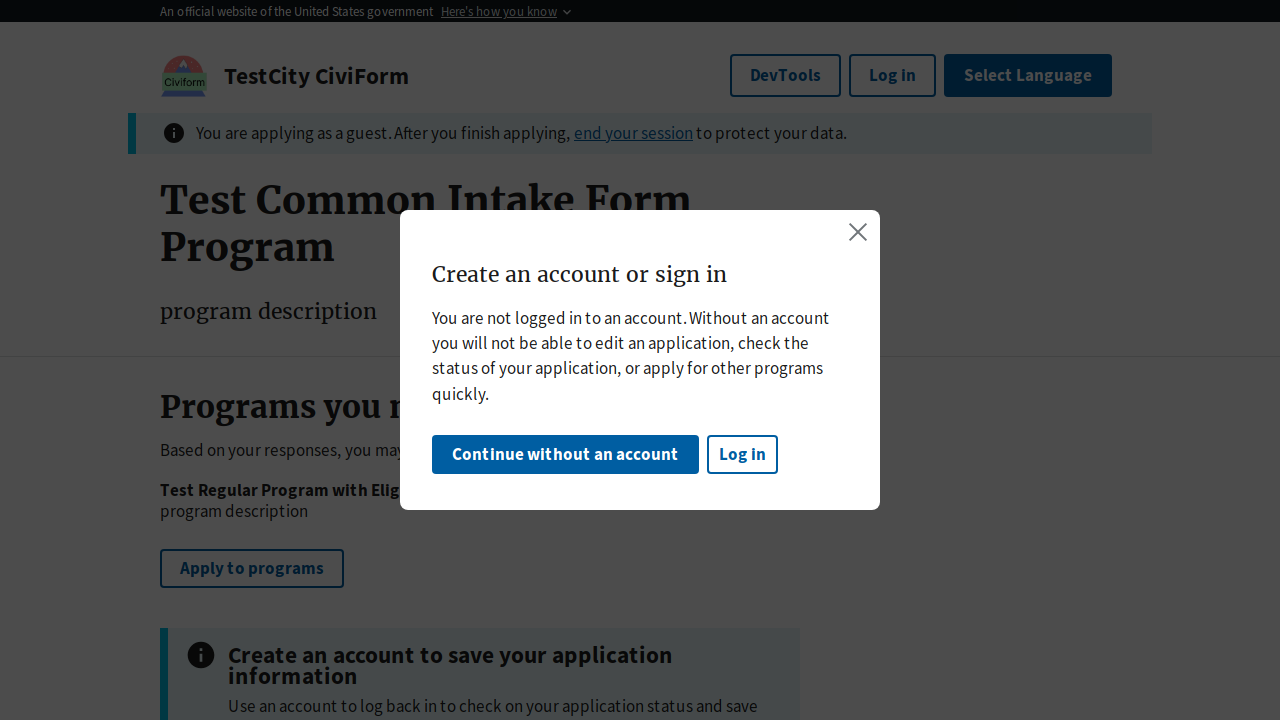 An official website of the United States government Here's how you know
Civiform
TestCity CiviForm
DevTools
Log in
Select Language
You are applying as a guest. After you finish applying, end your session to protect your data.
Test Common Intake Form
Program
program description
Create an account or sign in
You are not logged in to an account. Without an account
you will not be able to edit an application, check the
status of your application, or apply for other programs
quickly.
Continue without an account
Log in
Programs you
Based on your responses, you may
Test Regular Program with
program description
Apply to programs
Create an account to save your application
information
Use an account to log back in to check on your application status and save